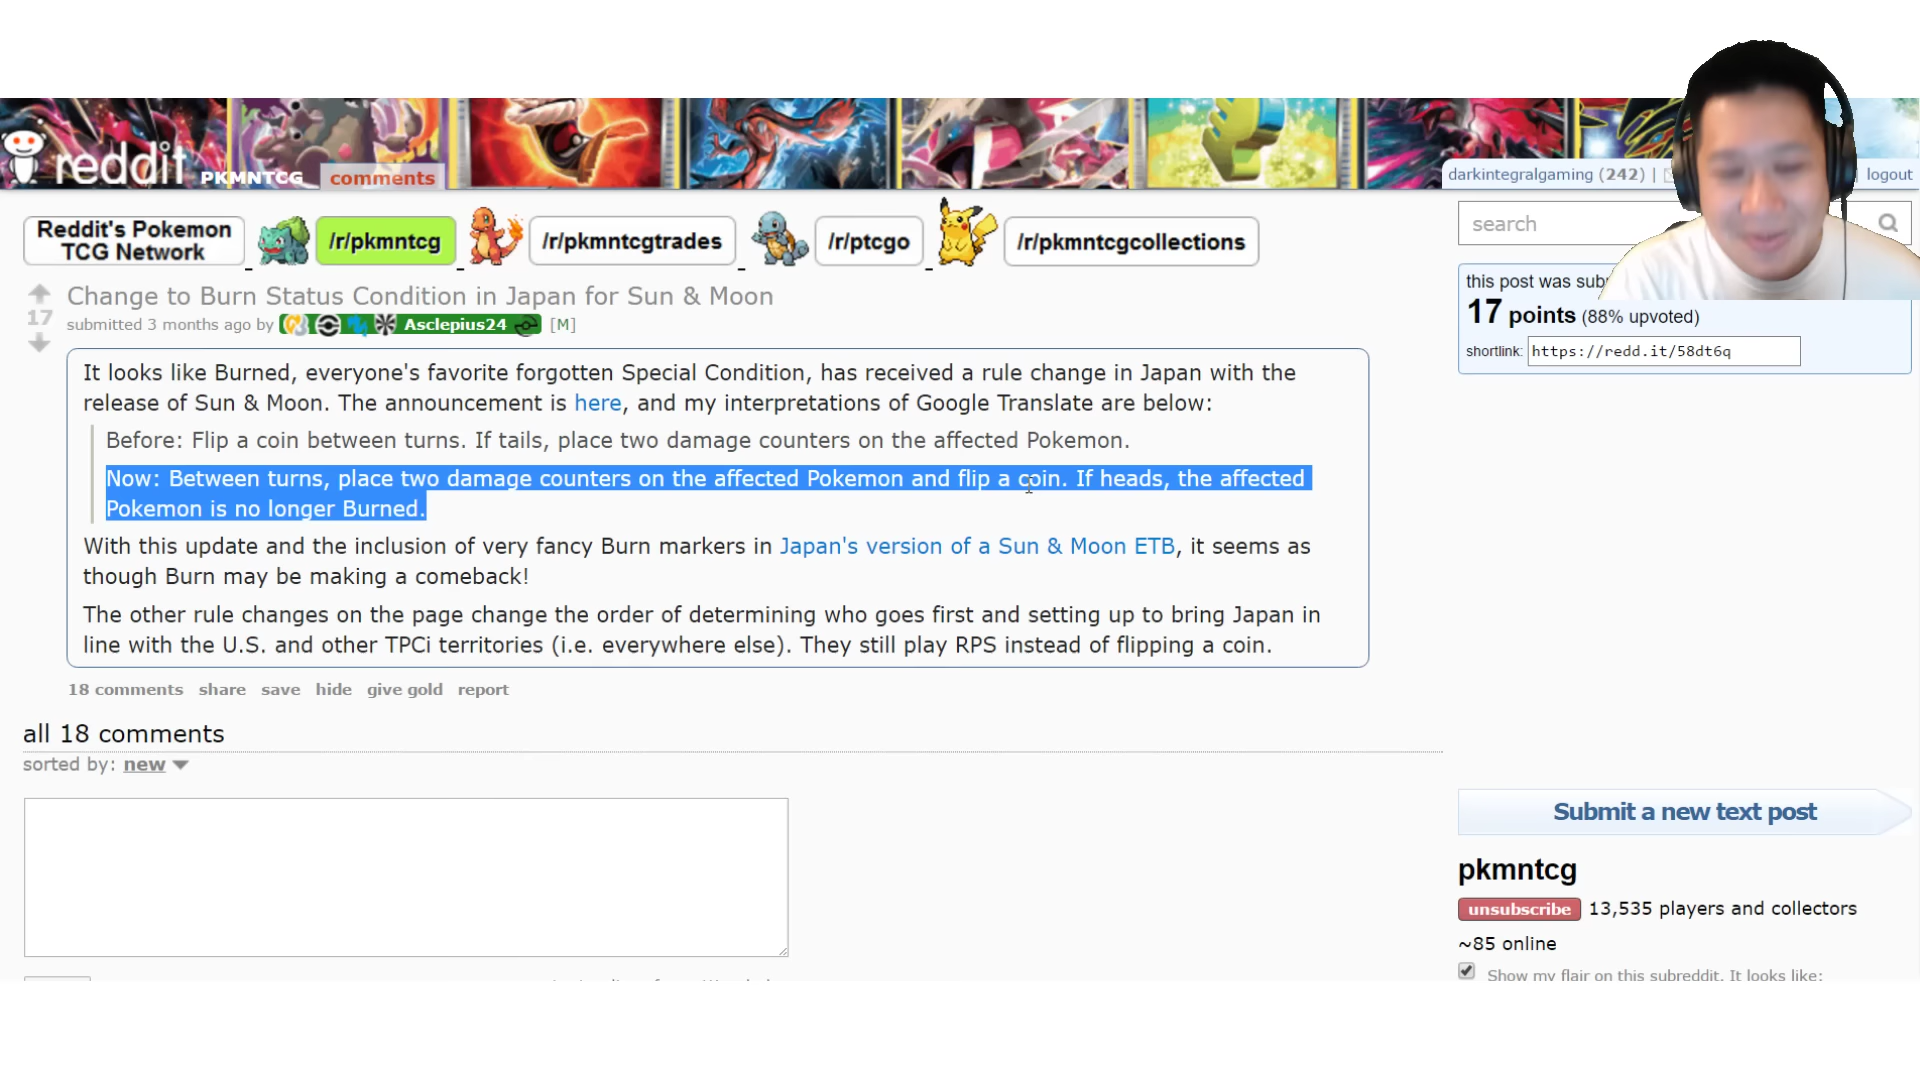 reddit PKMNTCG comments
darkintegralgaming (242) | logout
Reddit's Pokemon
TCG Network
/r/pkmntcg
/r/pkmntcgtrades
/r/ptcgo
/r/pkmntcgcollections
search
Change to Burn Status Condition in Japan for Sun & Moon
17
submitted 3 months ago by Asclepius24 [M]
this post was sub
17 points (88% upvoted)
shortlink: https://redd.it/58dt6q
It looks like Burned, everyone's favorite forgotten Special Condition, has received a rule change in Japan with the
release of Sun & Moon. The announcement is here, and my interpretations of Google Translate are below:
Before: Flip a coin between turns. If tails, place two damage counters on the affected Pokemon.
Now: Between turns, place two damage counters on the affected Pokemon and flip a coin. If heads, the affected
Pokemon is no longer Burned.
With this update and the inclusion of very fancy Burn markers in Japan's version of a Sun & Moon ETB, it seems as
though Burn may be making a comeback!
The other rule changes on the page change the order of determining who goes first and setting up to bring Japan in
line with the U.S. and other TPCi territories (i.e. everywhere else). They still play RPS instead of flipping a coin.
18 comments share save hide give gold report
all 18 comments
sorted by: new
Submit a new text post
pkmntcg
unsubscribe 13,535 players and collectors
~85 online
Show my flair on this subreddit. It looks like: